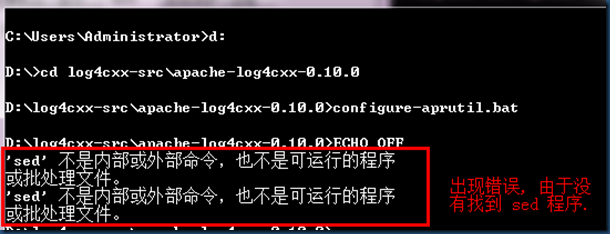 C:\Users\Administrator>d:
D:\>cd log4cxx-src\apache-log4cxx-0.10.0
D:\log4cxx-src\apache-log4cxx-0.10.0>configure-aprutil.bat
D:\log4cxx-src\apache-log4cxx-0.10.0>ECHO OFF
'sed' 不是内部或外部命令，也不是可运行的程序
或批处理文件。
'sed' 不是内部或外部命令，也不是可运行的程序
或批处理文件。
出现错误, 由于没
有找到 sed 程序.